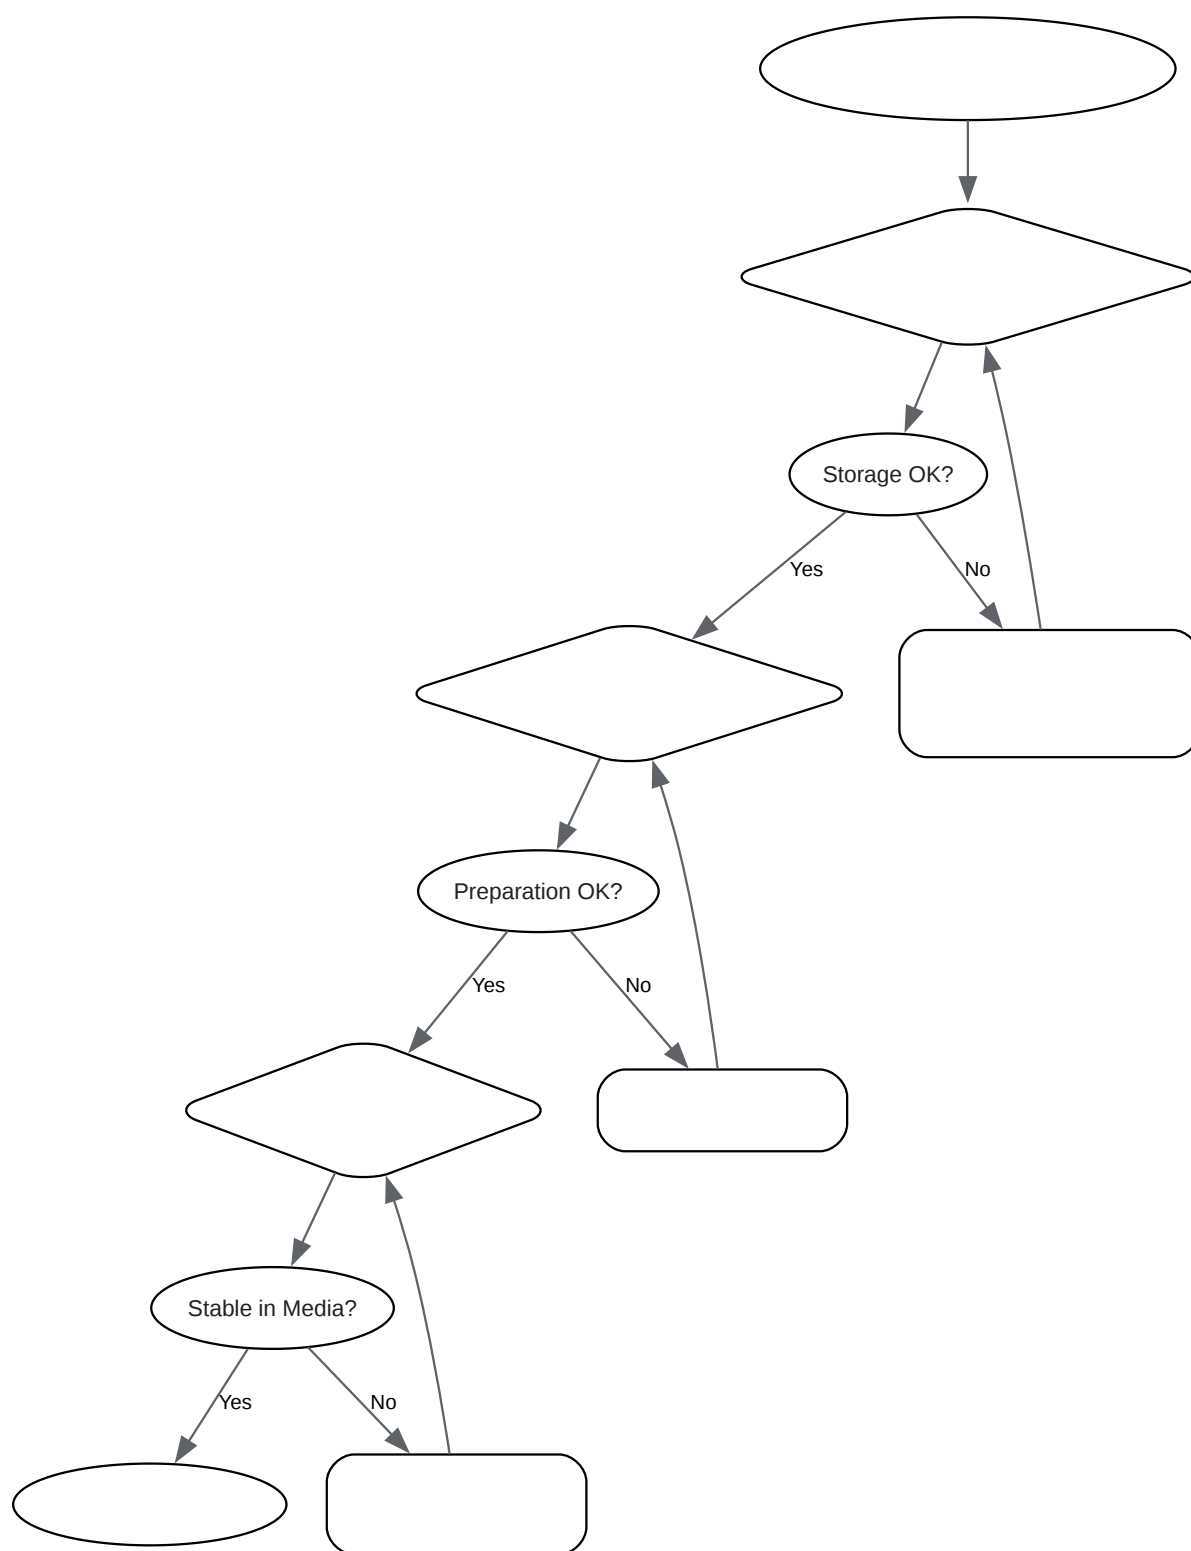 Storage OK?
Yes
No
Preparation OK?
Yes
No
Stable in Media?
Yes
No